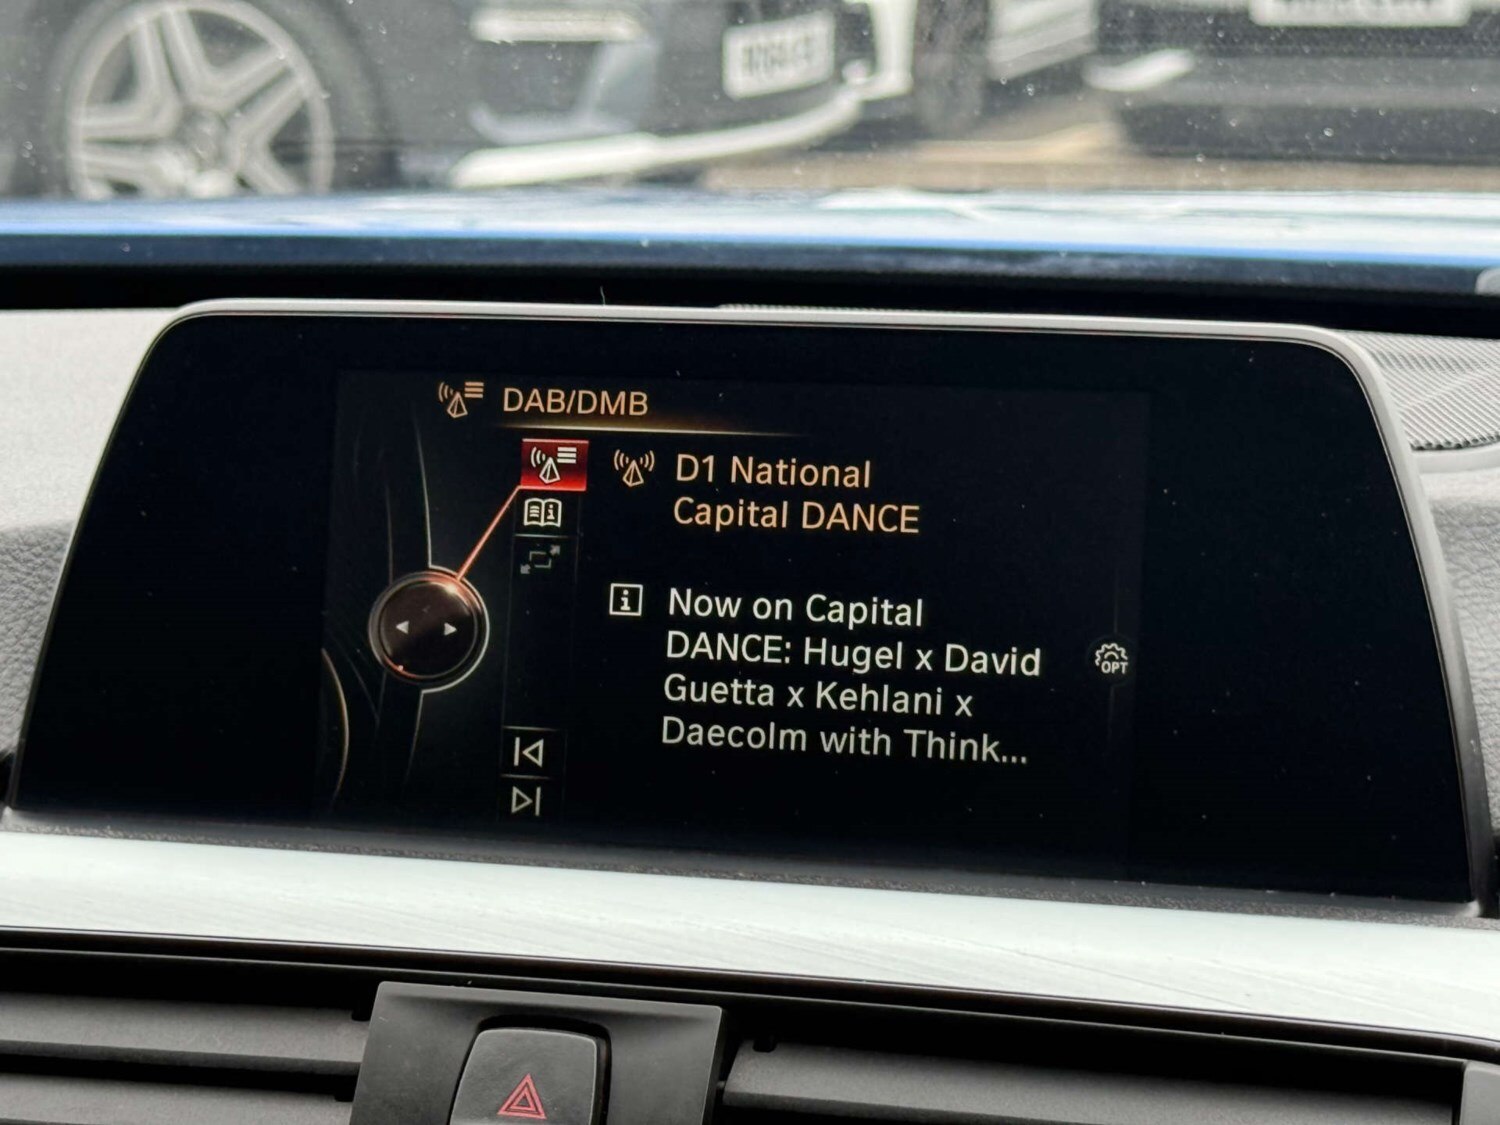 DAB/DMB
D1 National
Capital DANCE
Now on Capital
DANCE: Hugel x David
Guetta x Kehlani x
Daecolm with Think...
OPT